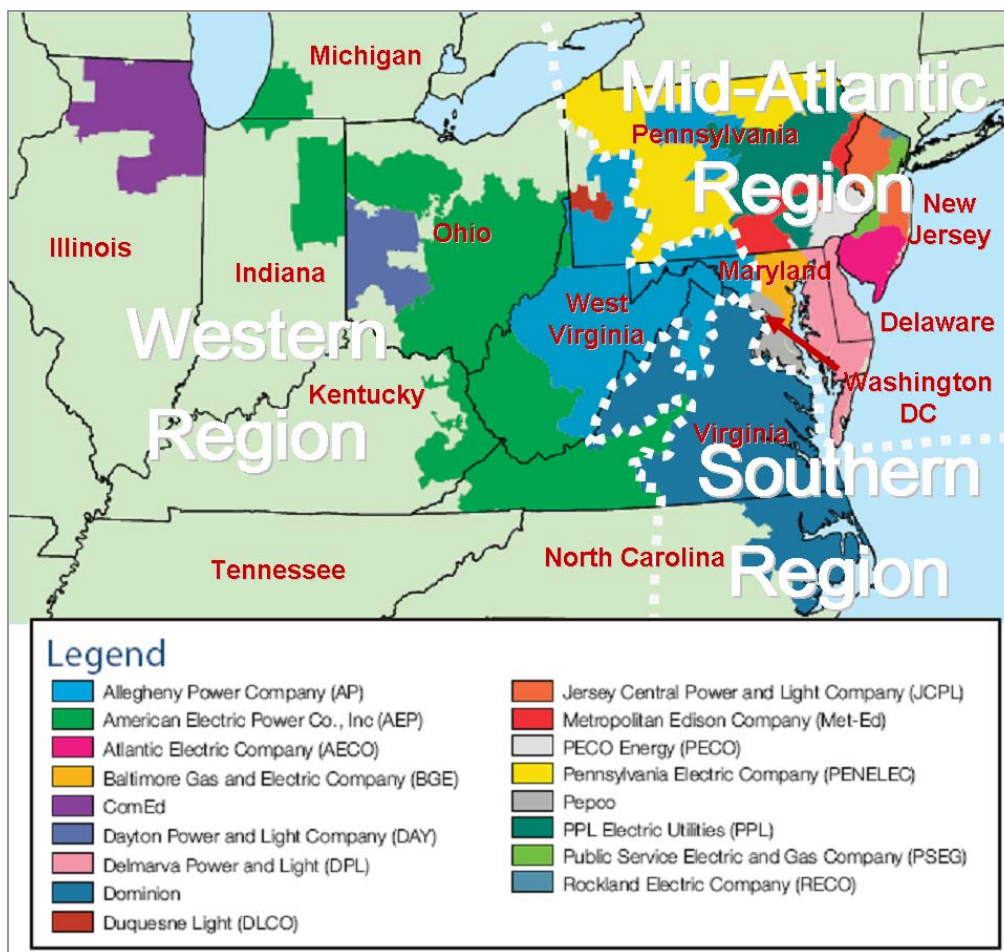 Michigan
Mid-Atlantic
Pennsylvania
Region
New
Jersey
Ohio
Illinois
Indiana
Maryland
West
Virginia
Delaware
Western
Kentucky
Washington
DC
Region
Virginia
Southern
North Carolina
Tennessee
Region
Legend
Allegheny Power Company (AP)
American Electric Power Co., Inc (AEP)
Atlantic Electric Company (AECO)
Baltimore Gas and Electric Company (BGE)
ComEd
Dayton Power and Light Company (DAY)
Delmarva Power and Light (DPL)
Dominion
Duquesne Light (DLCO)
Jersey Central Power and Light Company (JCPL)
Metropolitan Edison Company (Met-Ed)
PECO Energy (PECO)
Pennsylvania Electric Company (PENELEC)
Pepco
PPL Electric Utilities (PPL)
Public Service Electric and Gas Company (PSEG)
Rockland Electric Company (RECO)